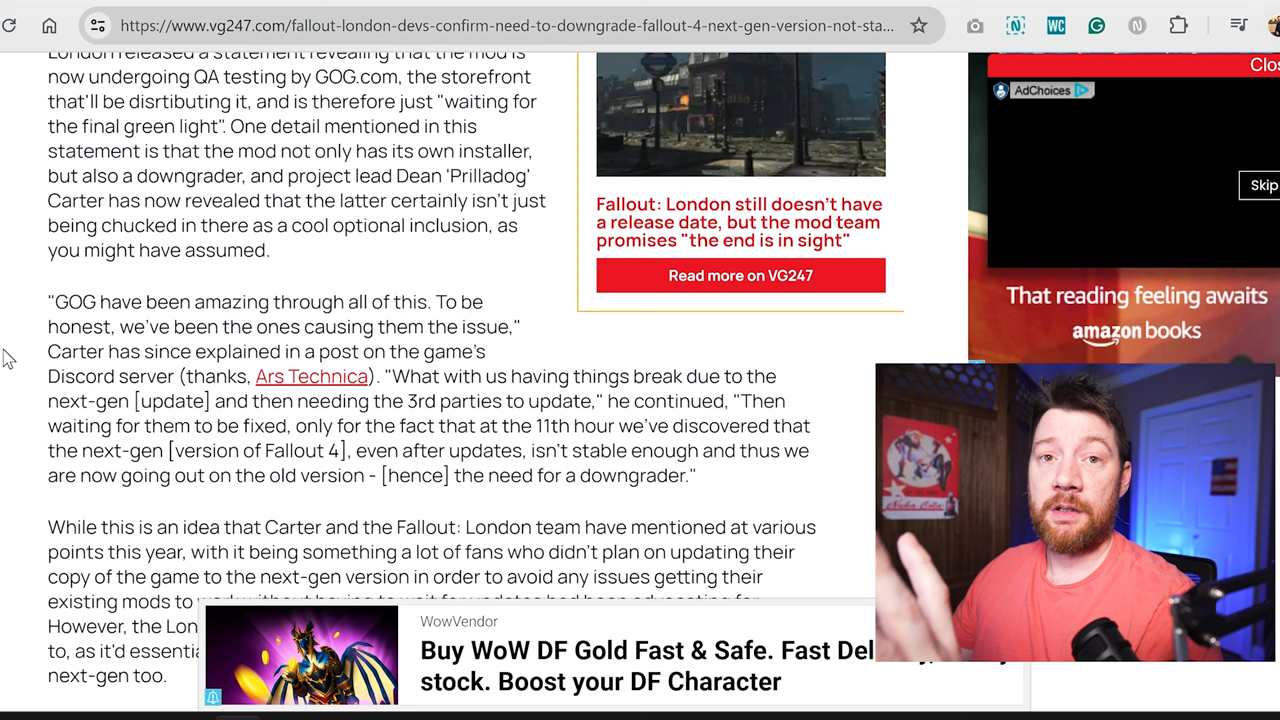 https://www.vg247.com/fallout-london-devs-confirm-need-to-downgrade-fallout-4-next-gen-version-not-sta...
WC
London released a statement revealing that the mod is
now undergoing QA testing by GOG.com, the storefront
that'll be disrtibuting it, and is therefore just "waiting for
the final green light". One detail mentioned in this
statement is that the mod not only has its own installer,
but also a downgrader, and project lead Dean 'Prilladog'
Carter has now revealed that the latter certainly isn't just
being chucked in there as a cool optional inclusion, as
you might have assumed.
"GOG have been amazing through all of this. To be
honest, we've been the ones causing them the issue,"
Carter has since explained in a post on the game's
Discord server (thanks, Ars Technica). "What with us having things break due to the
next-gen [update] and then needing the 3rd parties to update," he continued, "Then
waiting for them to be fixed, only for the fact that at the 11th hour we've discovered that
the next-gen [version of Fallout 4], even after updates, isn't stable enough and thus we
are now going out on the old version - [hence] the need for a downgrader."
While this is an idea that Carter and the Fallout: London team have mentioned at various
points this year, with it being something a lot of fans who didn't plan on updating their
copy of the game to the next-gen version in order to avoid any issues getting their
existing mods to work without having to wait for updates had been advocating for.
However, the Lon
to, as it'd essentia
next-gen too.
Fallout: London still doesn't have
a release date, but the mod team
promises "the end is in sight"
Read more on VG247
Clos
AdChoices
Skip
That reading feeling awaits
amazon books
Nuka Cola
WowVendor
Buy WoW DF Gold Fast & Safe. Fast Del
stock. Boost your DF Character